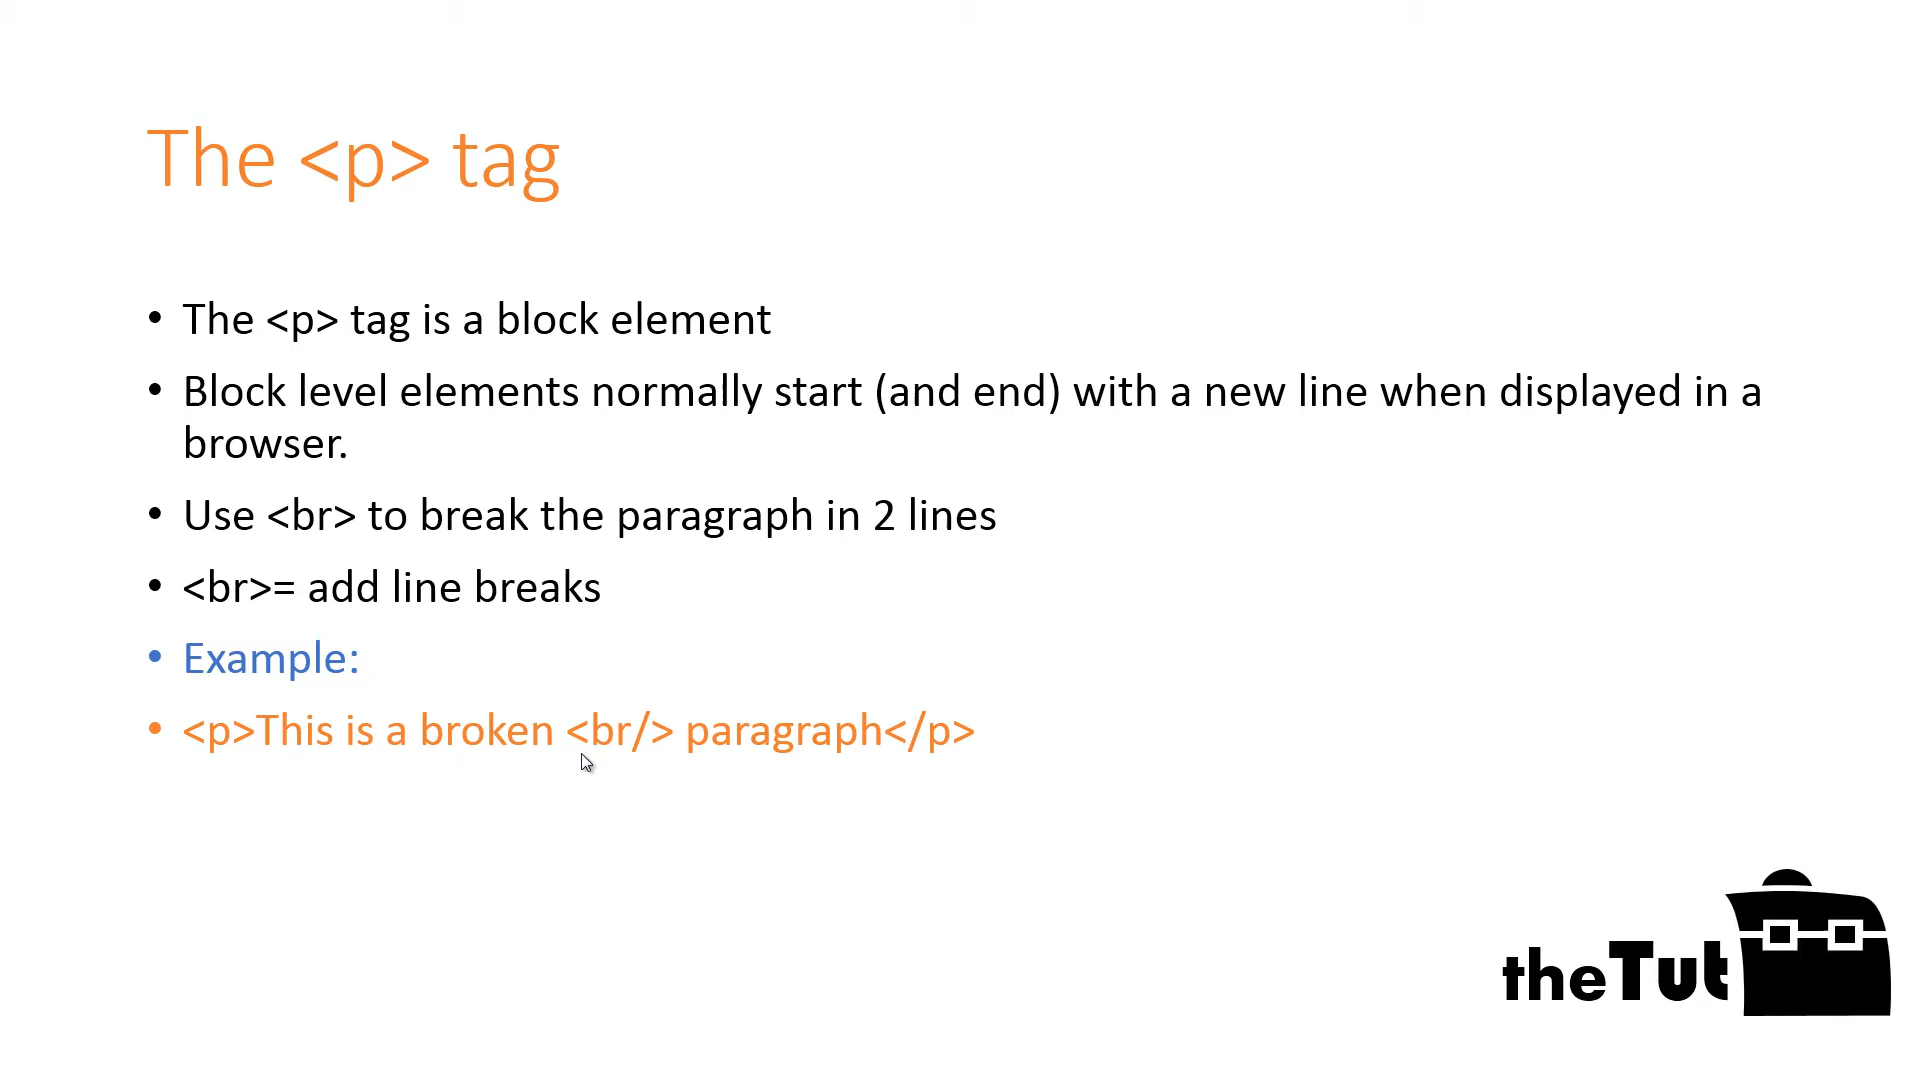 The <p> tag
• The <p> tag is a block element
• Block level elements normally start (and end) with a new line when displayed in a
browser.
• Use <br> to break the paragraph in 2 lines
• <br>= add line breaks
• Example:
• <p>This is a broken <br/> paragraph</p>
theTut